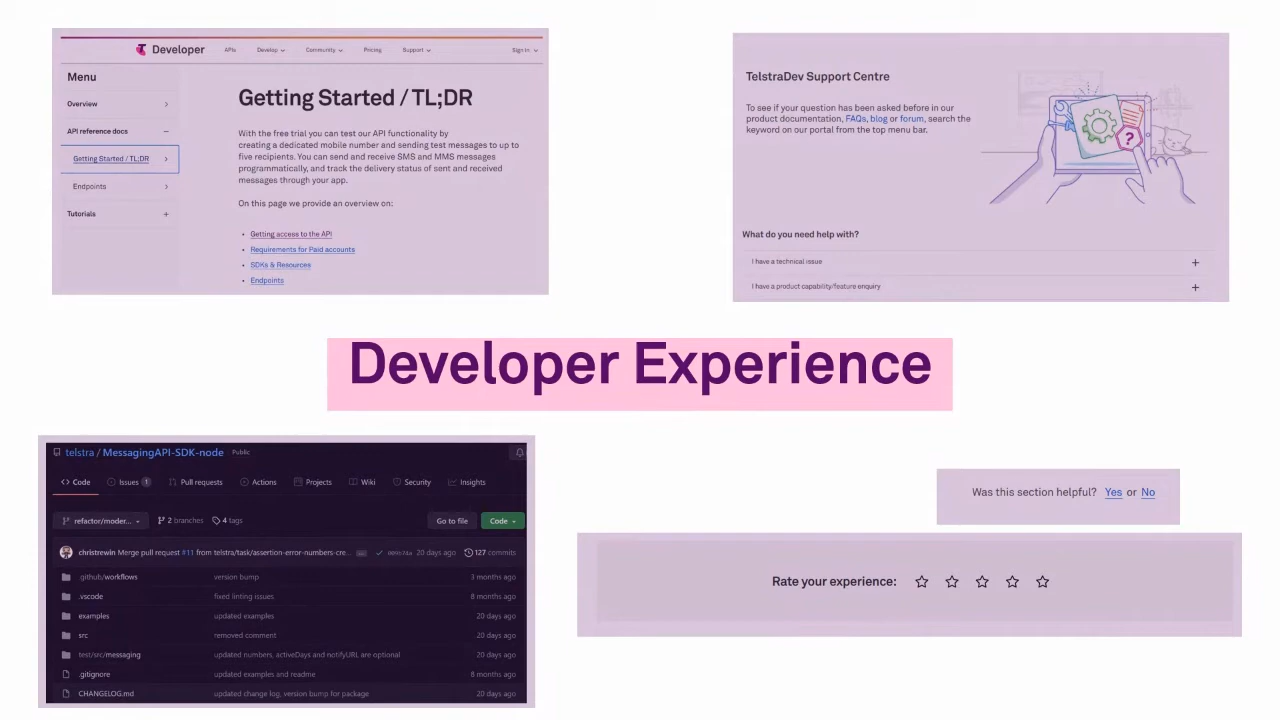 Developer
APIs
Develop
Community
Pricing
Support
Sign In
Menu
Overview
API reference docs
Getting Started / TL;DR
Endpoints
Tutorials
Getting Started / TL;DR
With the free trial you can test our API functionality by
creating a dedicated mobile number and sending test messages to up to
five recipients. You can send and receive SMS and MMS messages
programmatically, and track the delivery status of sent and received
messages through your app.
On this page we provide an overview on:
Getting access to the API
Requirements for Paid accounts
SDKs & Resources
Endpoints
TelstraDev Support Centre
To see if your question has been asked before in our
product documentation, FAQs, blog or forum, search the
keyword on our portal from the top menu bar.
?
What do you need help with?
I have a technical issue
I have a product capability/feature enquiry
Developer Experience
telstra / MessagingAPI-SDK-node Public
Code Issues 1 Pull requests Actions Projects Wiki Security Insights
refactor/moder... 2 branches 4 tags Go to file Code
christrewin Merge pull request #11 from telstra/task/assertion-error-numbers-cre... 20 days ago 127 commits
.github/workflows version bump 3 months ago
.vscode fixed linting issues 8 months ago
examples updated examples 20 days ago
src removed comment 20 days ago
test/src/messaging updated numbers, activeDays and notifyURL are optional 20 days ago
.gitignore updated examples and readme 8 months ago
CHANGELOG.md updated change log, version bump for package 20 days ago
Was this section helpful? Yes or No
Rate your experience: